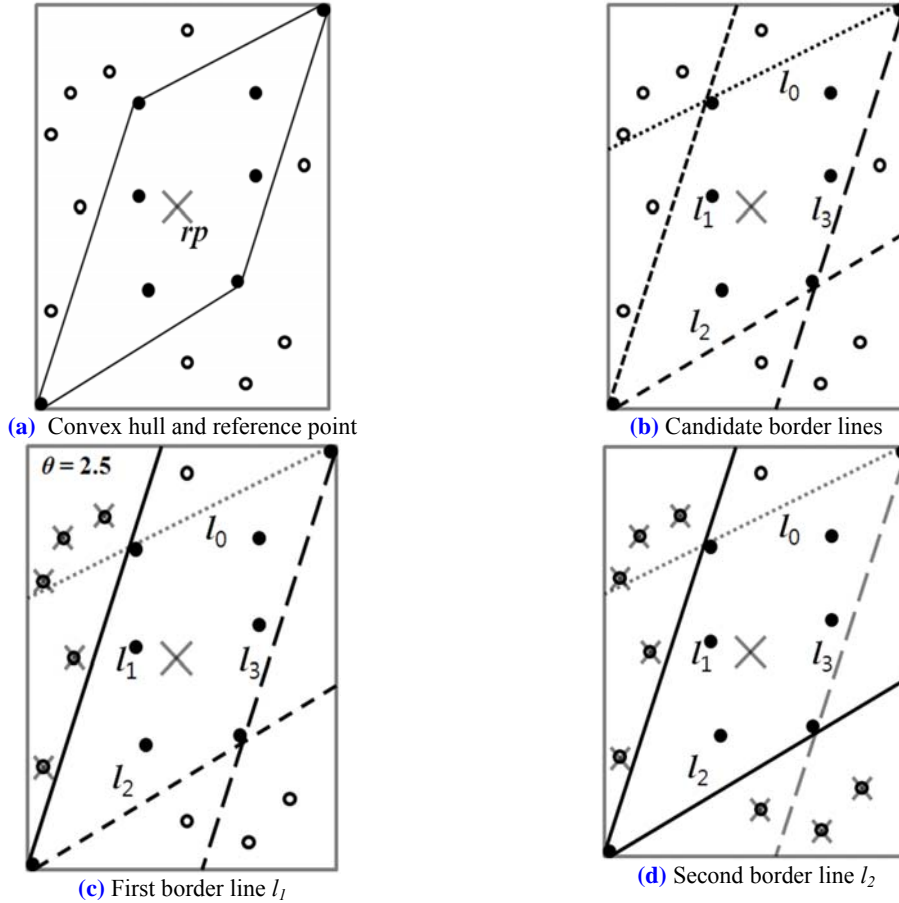 rp
(a) Convex hull and reference point
l0
l1
l3
l2
(b) Candidate border lines
θ = 2.5
l0
l1
l3
l2
(c) First border line l1
l0
l1
l3
l2
(d) Second border line l2